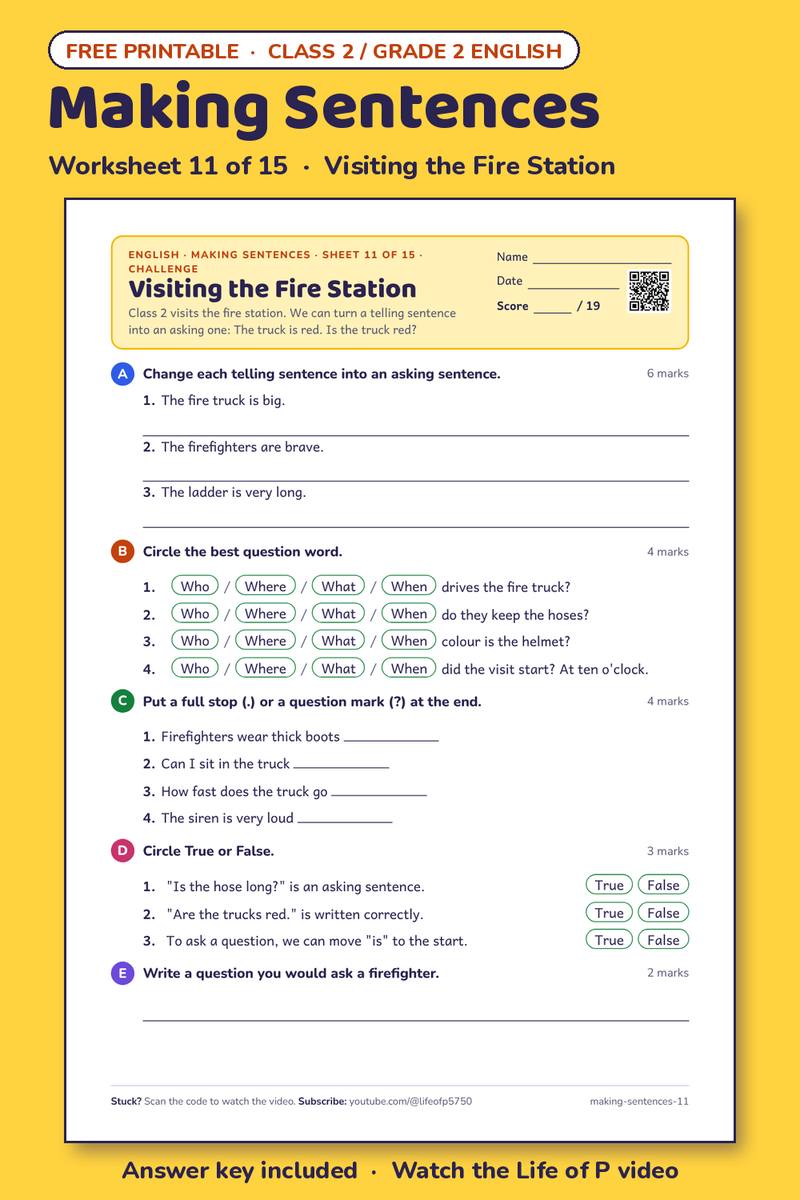 FREE PRINTABLE · CLASS 2 / GRADE 2 ENGLISH
Making Sentences
Worksheet 11 of 15 · Visiting the Fire Station
ENGLISH · MAKING SENTENCES · SHEET 11 OF 15 ·
CHALLENGE
Visiting the Fire Station
Class 2 visits the fire station. We can turn a telling sentence
into an asking one: The truck is red. Is the truck red?
Name ________
Date ________
Score ____ / 19
A Change each telling sentence into an asking sentence. 6 marks
1. The fire truck is big.
2. The firefighters are brave.
3. The ladder is very long.
B Circle the best question word. 4 marks
1. Who / Where / What / When drives the fire truck?
2. Who / Where / What / When do they keep the hoses?
3. Who / Where / What / When colour is the helmet?
4. Who / Where / What / When did the visit start? At ten o'clock.
C Put a full stop (.) or a question mark (?) at the end. 4 marks
1. Firefighters wear thick boots ________
2. Can I sit in the truck ________
3. How fast does the truck go ________
4. The siren is very loud ________
D Circle True or False. 3 marks
1. "Is the hose long?" is an asking sentence. True False
2. "Are the trucks red." is written correctly. True False
3. To ask a question, we can move "is" to the start. True False
E Write a question you would ask a firefighter. 2 marks
Stuck? Scan the code to watch the video. Subscribe: youtube.com/@lifeofp5750 making-sentences-11
Answer key included · Watch the Life of P video